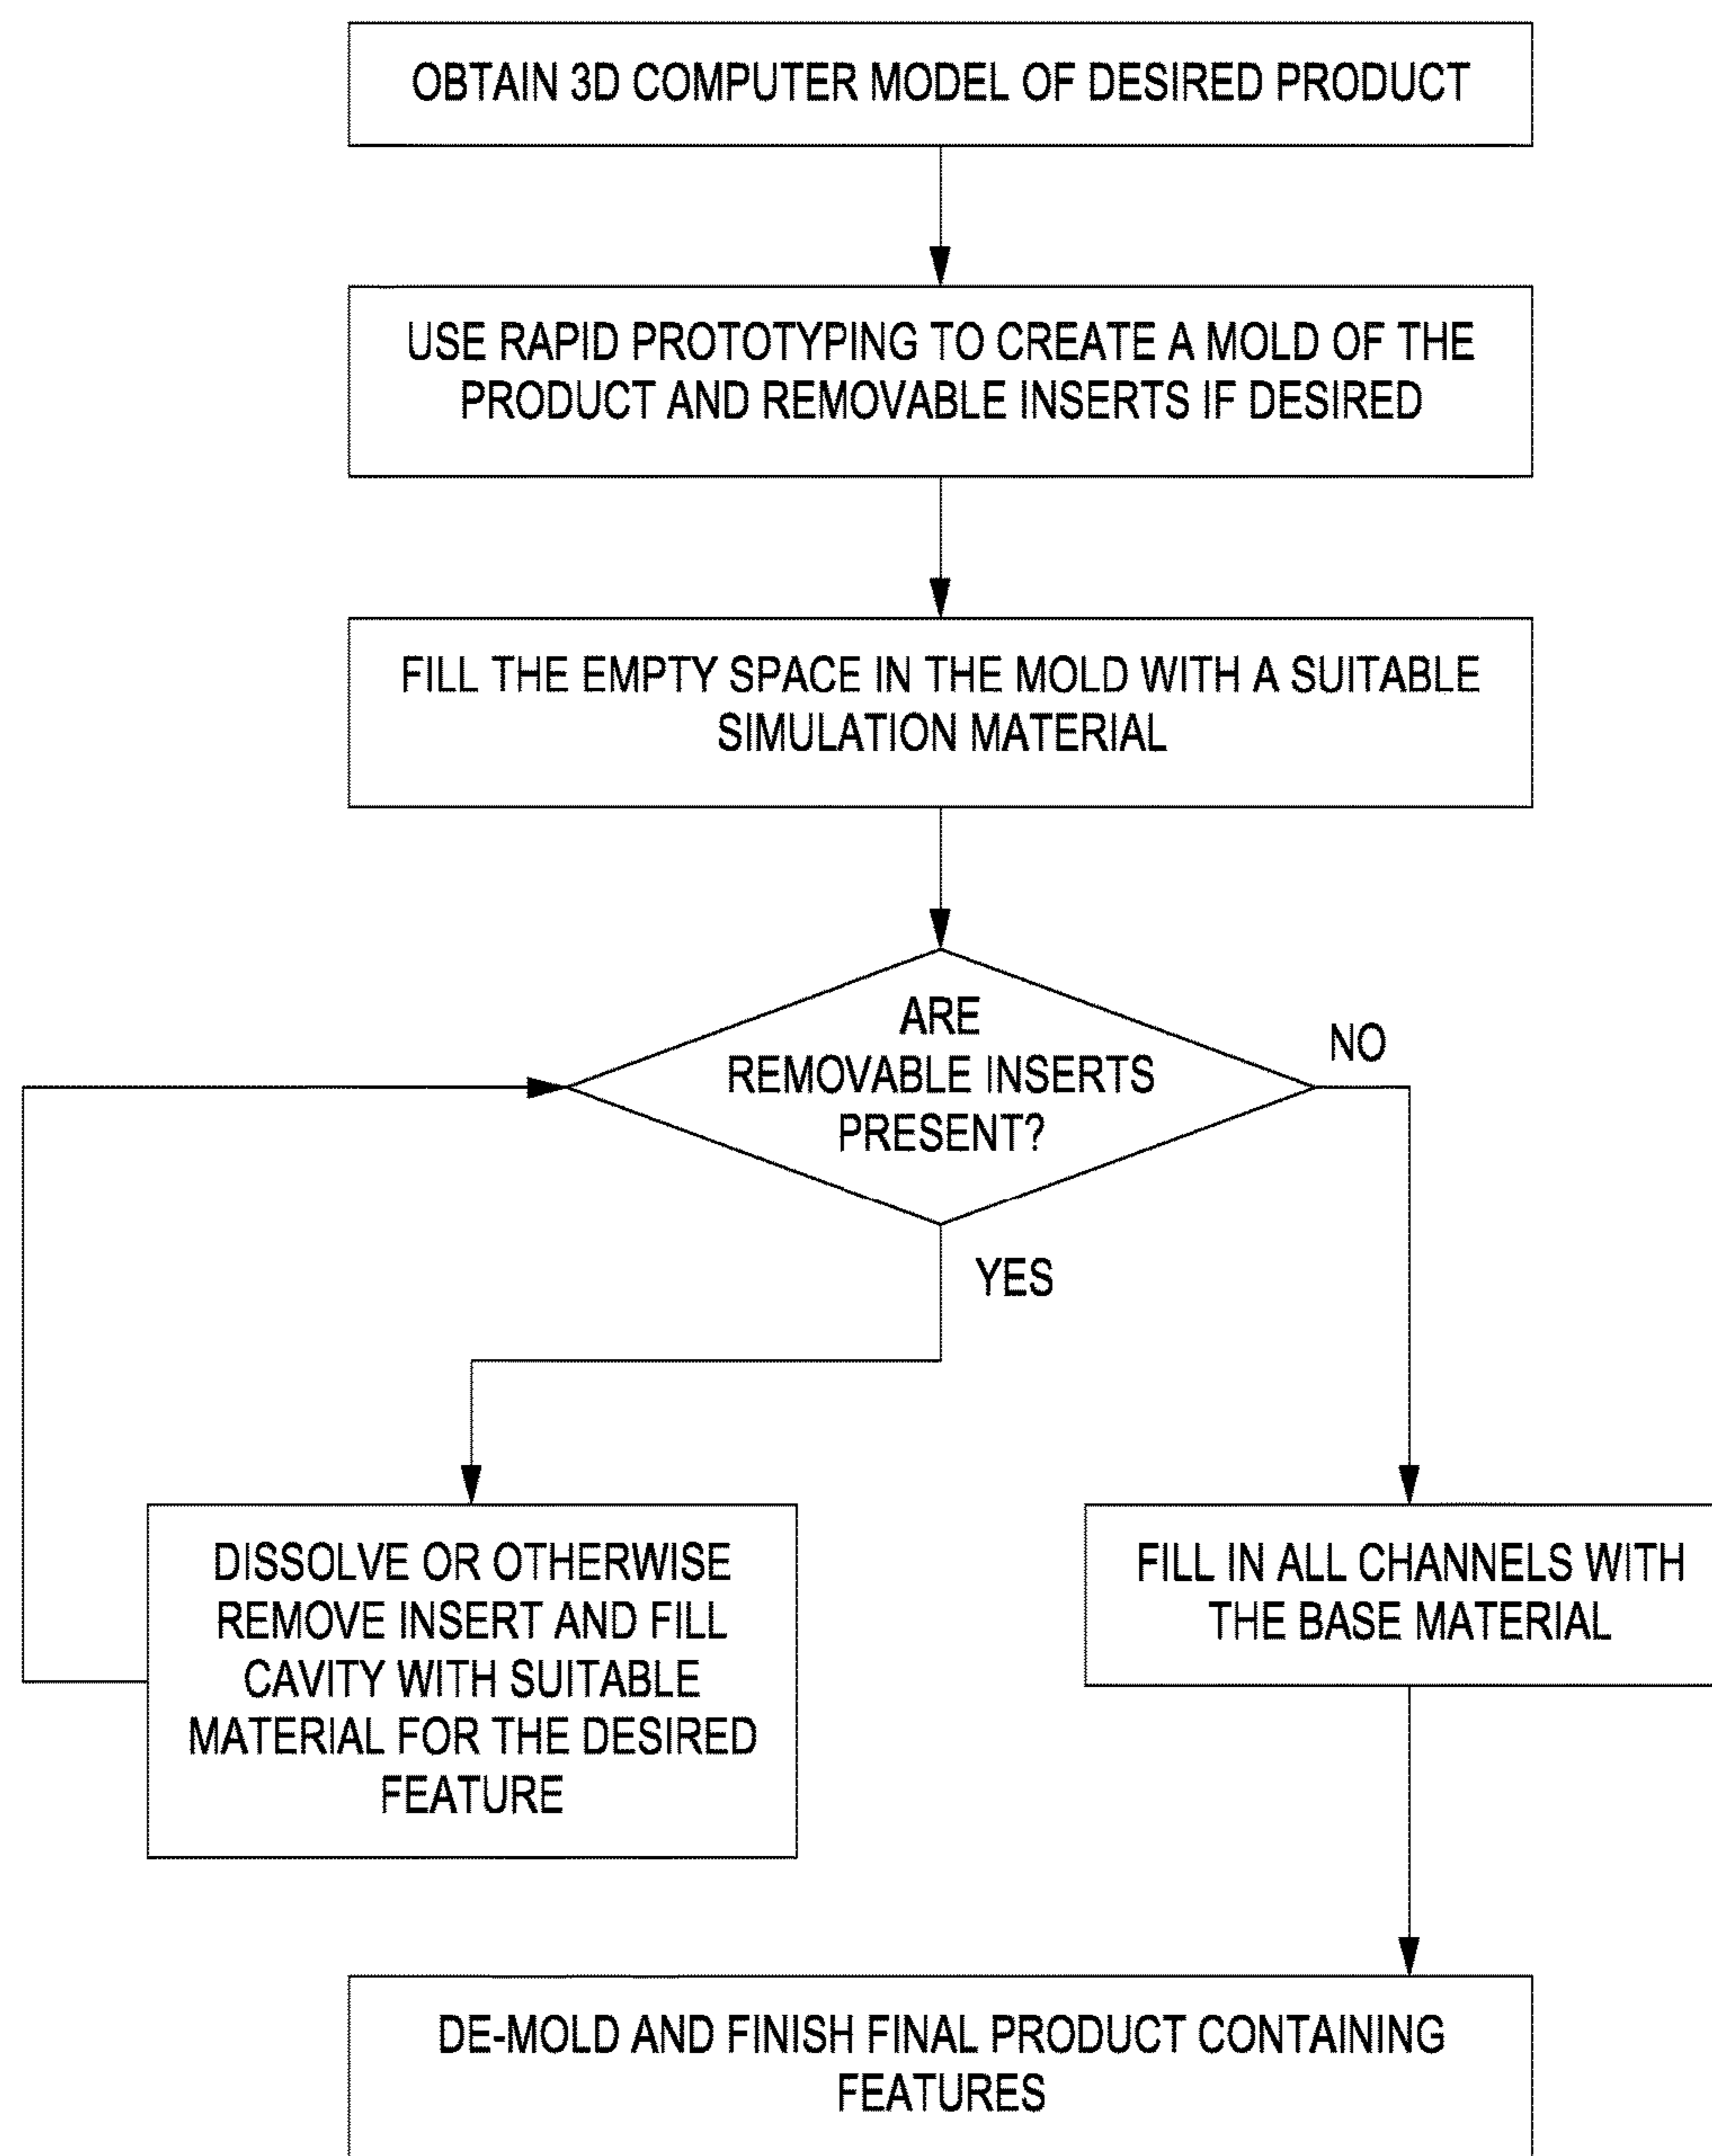 OBTAIN 3D COMPUTER MODEL OF DESIRED PRODUCT
USE RAPID PROTOTYPING TO CREATE A MOLD OF THE
PRODUCT AND REMOVABLE INSERTS IF DESIRED
FILL THE EMPTY SPACE IN THE MOLD WITH A SUITABLE
SIMULATION MATERIAL
ARE
REMOVABLE INSERTS
PRESENT?
NO
YES
DISSOLVE OR OTHERWISE
REMOVE INSERT AND FILL
CAVITY WITH SUITABLE
MATERIAL FOR THE DESIRED
FEATURE
FILL IN ALL CHANNELS WITH
THE BASE MATERIAL
DE-MOLD AND FINISH FINAL PRODUCT CONTAINING
FEATURES